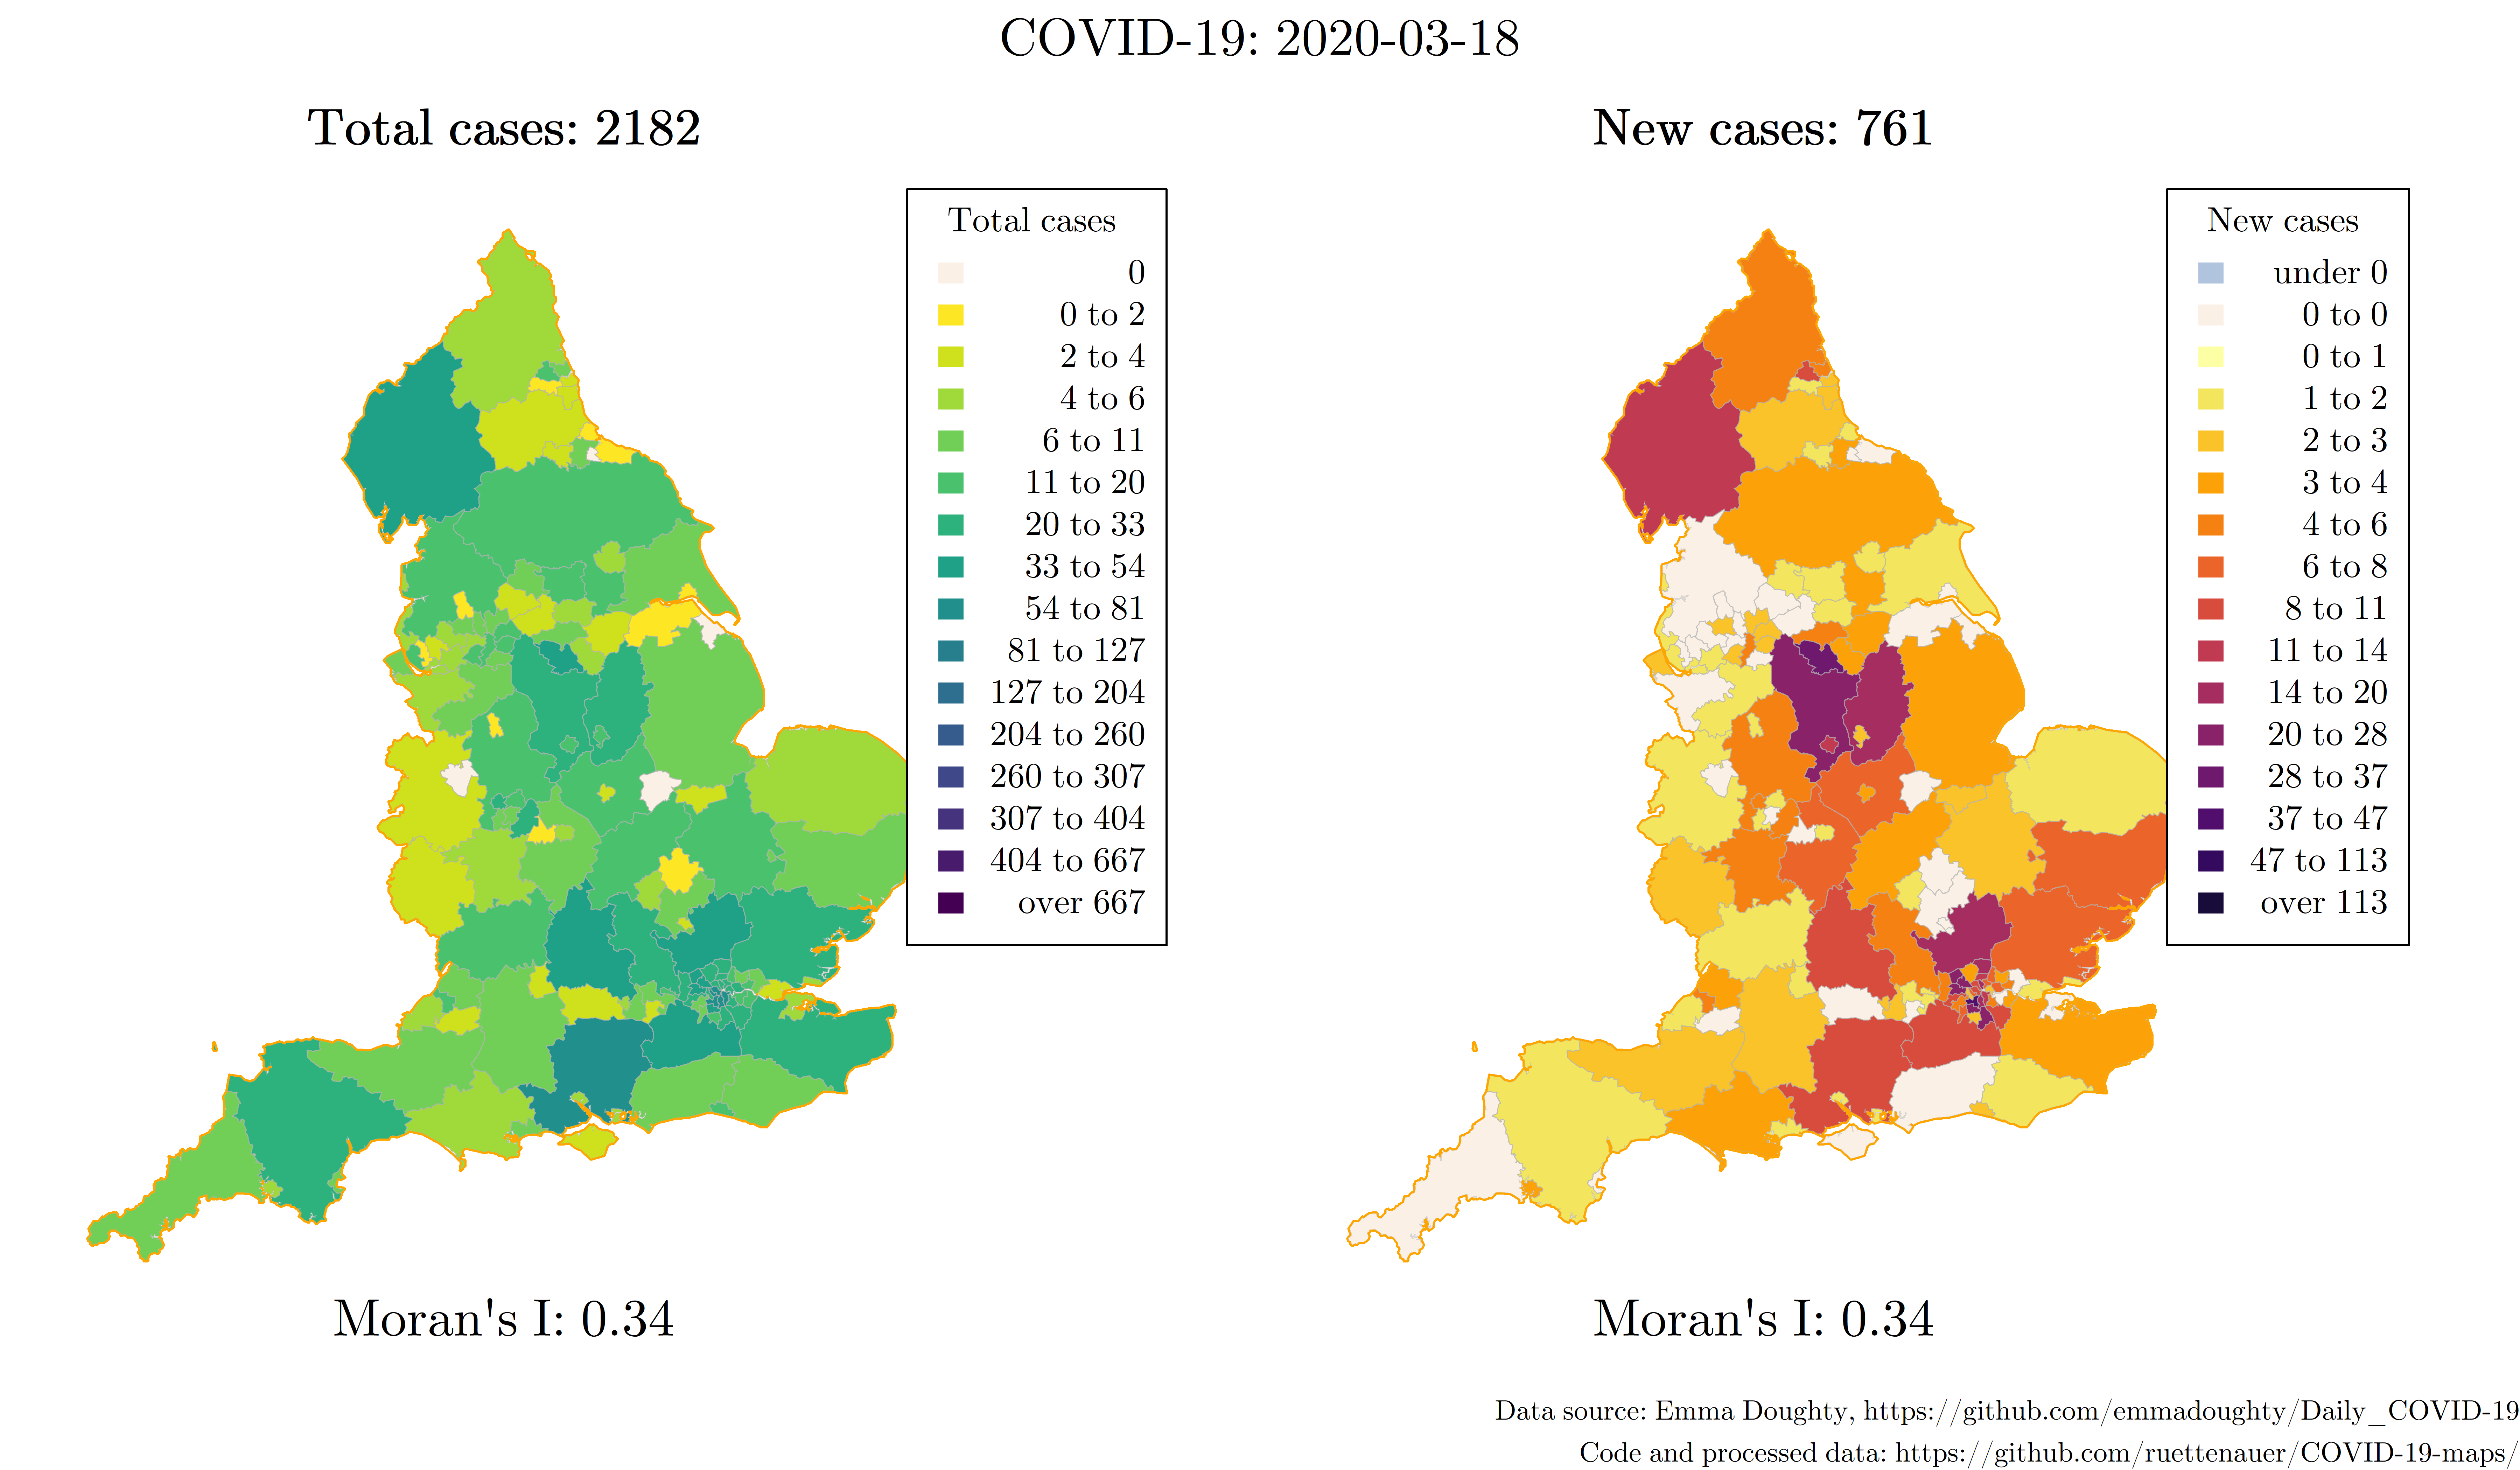 COVID-19: 2020-03-18
Total cases: 2182
Total cases
0
0 to 2
2 to 4
4 to 6
6 to 11
11 to 20
20 to 33
33 to 54
54 to 81
81 to 127
127 to 204
204 to 260
260 to 307
307 to 404
404 to 667
over 667
Moran's I: 0.34
New cases: 761
New cases
under 0
0 to 0
0 to 1
1 to 2
2 to 3
3 to 4
4 to 6
6 to 8
8 to 11
11 to 14
14 to 20
20 to 28
28 to 37
37 to 47
47 to 113
over 113
Moran's I: 0.34
Data source: Emma Doughty, https://github.com/emmadoughty/Daily_COVID-19
Code and processed data: https://github.com/ruettenauer/COVID-19-maps/